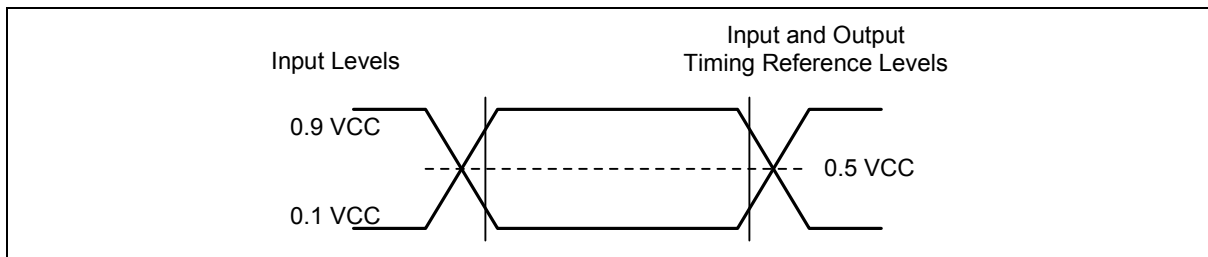 Input Levels
Input and Output
Timing Reference Levels
0.9 VCC
0.5 VCC
0.1 VCC